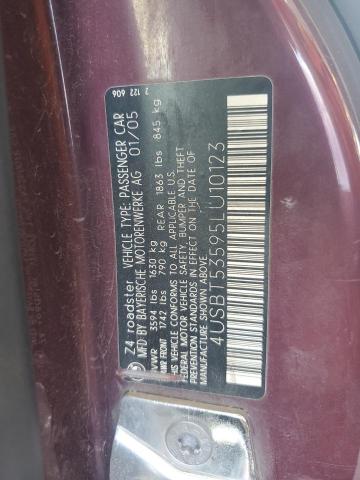 Z4 roadster 2 122 606
VEHICLE TYPE: PASSENGER CAR
MFD BY BAYERISCHE MOTORENWERKE AG 01/05
GVWR 3594 lbs 1630 kg
GAWR FRONT 1742 lbs 790 kg REAR 1863 lbs 845 kg
THIS VEHICLE CONFORMS TO ALL APPLICABLE U.S. FEDERAL
MOTOR VEHICLE SAFETY, BUMPER AND THEFT
PREVENTION STANDARDS IN EFFECT ON THE DATE OF
MANUFACTURE SHOWN ABOVE.
4USBT53595LU10123